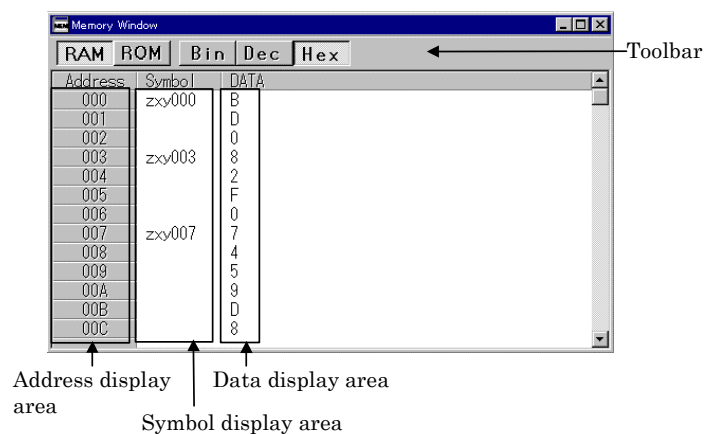 Memory Window
RAM ROM Bin Dec Hex
Toolbar
Address Symbol DATA
000 zxy000 B
001 D
002 0
003 zxy003 8
004 2
005 F
006 0
007 zxy007 7
008 4
009 5
00A 9
00B D
00C 8
Address display
area
Data display area
Symbol display area